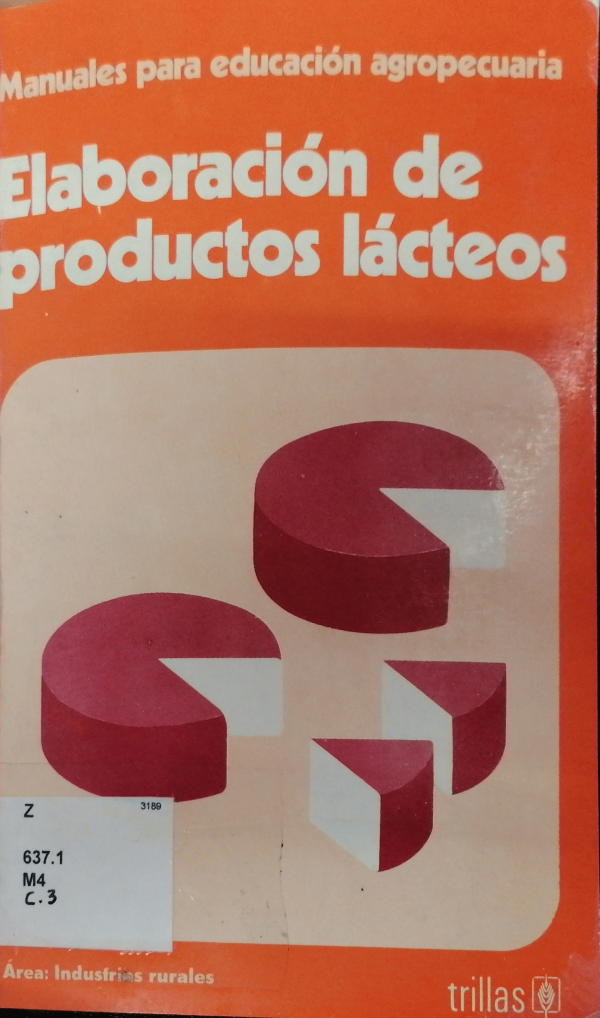 Manuales para educación agropecuaria
Elaboración de
productos lácteos
Z
3189
637.1
M4
C.3
Área: Industrias rurales
trillas